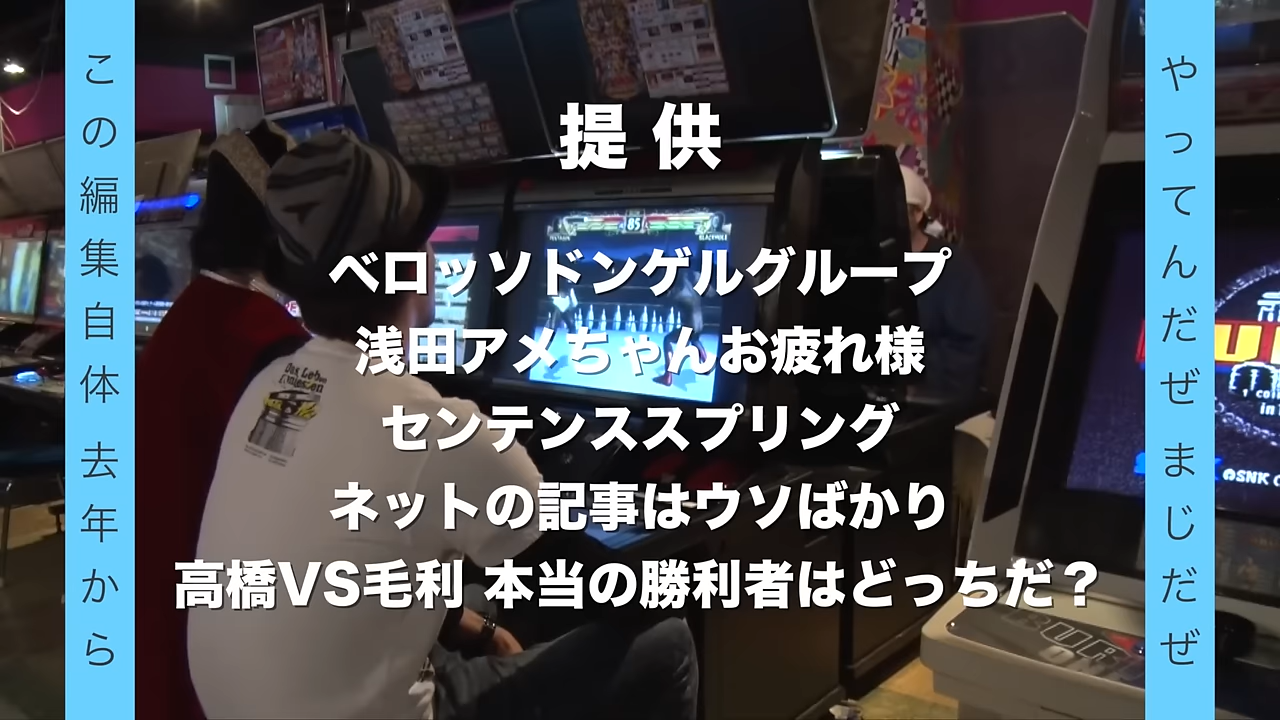 提供
ベロッソドンゲルグループ
浅田アメちゃんお疲れ様
センテンススプリング
ネットの記事はウソばかり
高橋VS毛利 本当の勝利者はどっちだ？
この編集自体 去年から
やってんだぜ まじだぜ
85
Das Leben
SNK